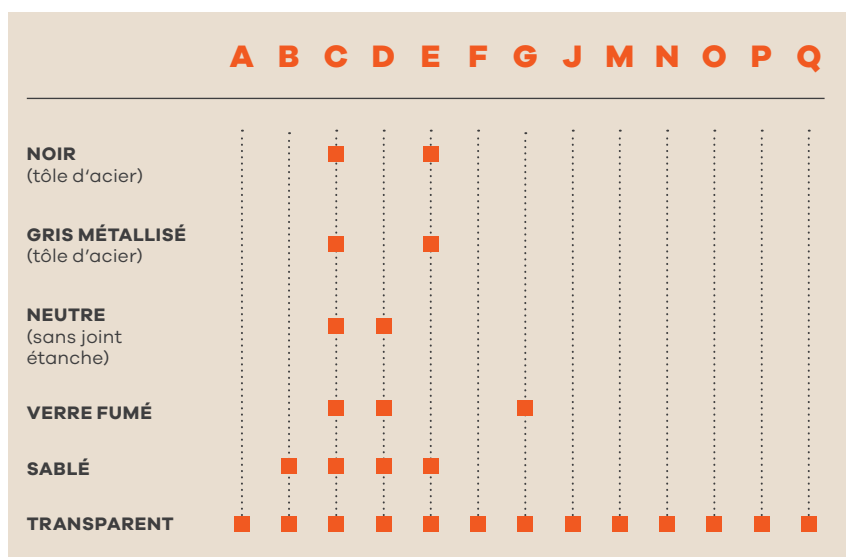 A B C D E F G J M N O P Q
NOIR
(tôle d'acier)
GRIS MÉTALLISÉ
(tôle d'acier)
NEUTRE
(sans joint
étanche)
VERRE FUMÉ
SABLÉ
TRANSPARENT